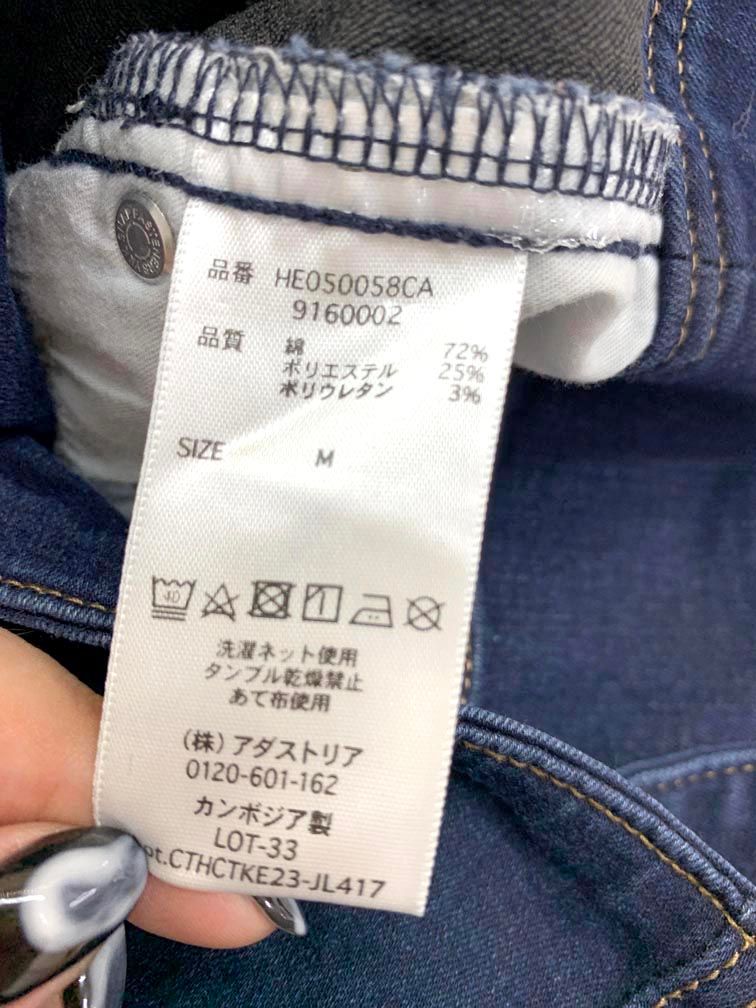 品番 HE050058CA
9160002
品質 綿 72%
ポリエステル 25%
ポリウレタン 3%
SIZE M
40
洗濯ネット使用
タンブル乾燥禁止
あて布使用
(株)アダストリア
0120-601-162
カンボジア製
LOT-33
pt.CTHCTKE23-JL417